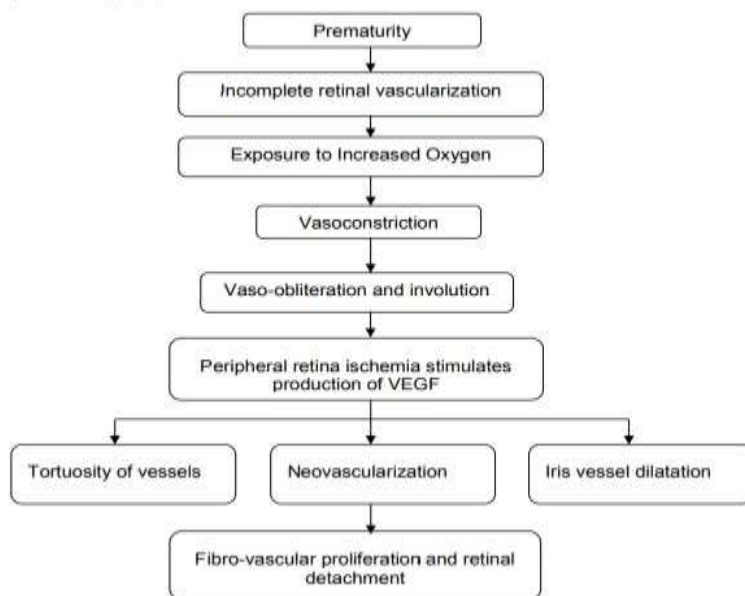 Prematurity
Incomplete retinal vascularization
Exposure to Increased Oxygen
Vasoconstriction
Vaso-obliteration and involution
Peripheral retina ischemia stimulates
production of VEGF
Tortuosity of vessels
Neovascularization
Iris vessel dilatation
Fibro-vascular proliferation and retinal
detachment